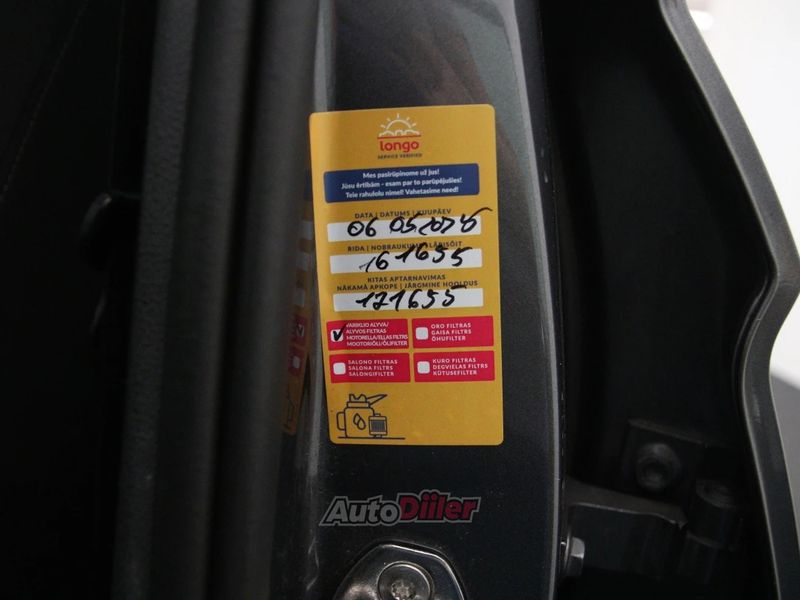 longo
SERVICE VERIFIED
Mes pasirūpinome už jus!
Jūsu ērtībām - esam par to parūpējušies!
Teie rahulolu nimel! Vahetasime need!
DATA | DATUMS | KUUPÄEV
06 05
RIDA | NOBRAUKUMS | LÄBISÕIT
161655
KITAS APTARNAVIMAS
NĀKAMĀ APKOPE | JÄRGMINE HOOLDUS
171655
VARIKLIO ALYVA/
ALYVOS FILTRAS
MOTOREĻĻA/EĻĻAS FILTRS
MOOTORIÕLI/ÕLIFILTER
ORO FILTRAS
GAISA FILTRS
ÕHUFILTER
SALONO FILTRAS
SALONA FILTRS
SALONGIFILTER
KURO FILTRAS
DEGVIELAS FILTRS
KÜTUSEFILTER
AutoDiiler